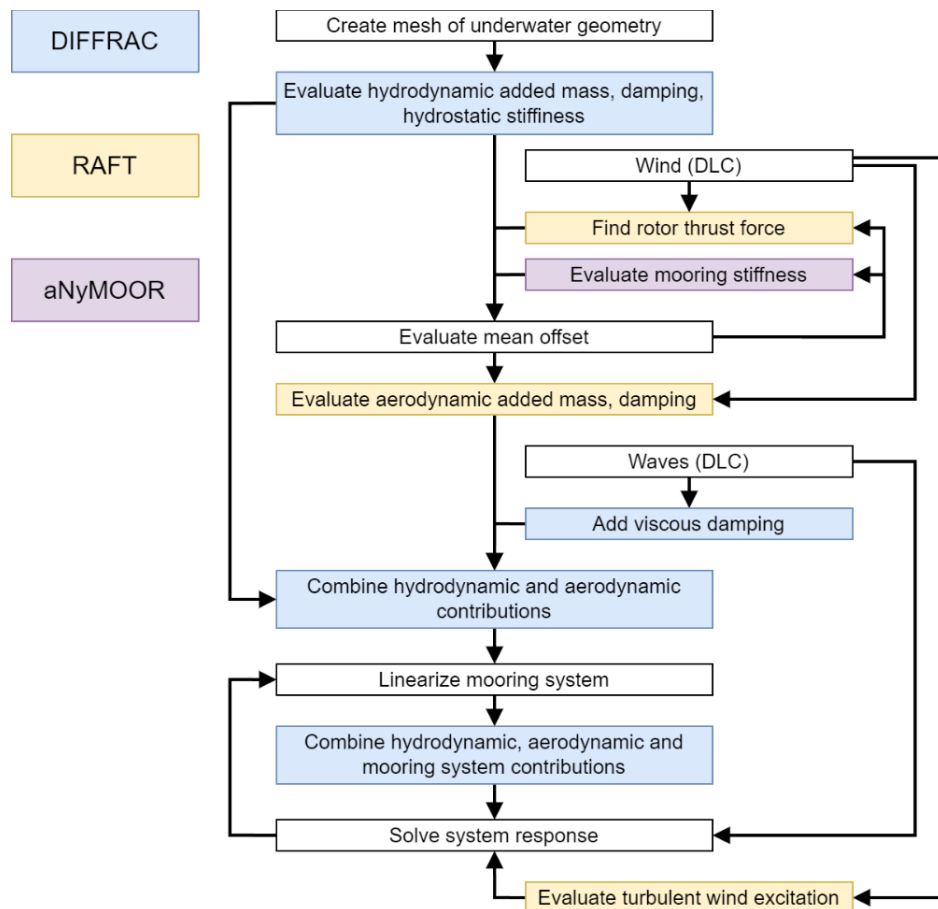 DIFFRAC
RAFT
aNyMOOR
Create mesh of underwater geometry
Evaluate hydrodynamic added mass, damping,
hydrostatic stiffness
Wind (DLC)
Find rotor thrust force
Evaluate mooring stiffness
Evaluate mean offset
Evaluate aerodynamic added mass, damping
Waves (DLC)
Add viscous damping
Combine hydrodynamic and aerodynamic
contributions
Linearize mooring system
Combine hydrodynamic, aerodynamic and
mooring system contributions
Solve system response
Evaluate turbulent wind excitation